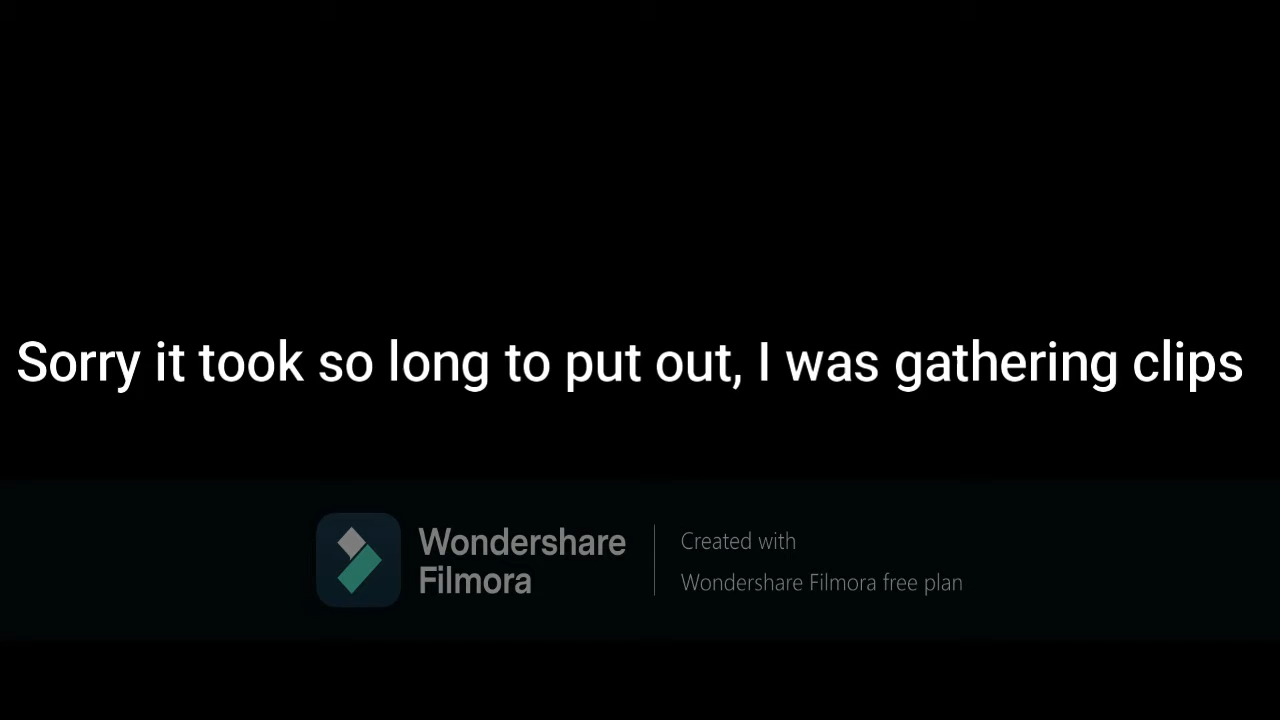 Sorry it took so long to put out, I was gathering clips
Wondershare
Filmora
Created with
Wondershare Filmora free plan